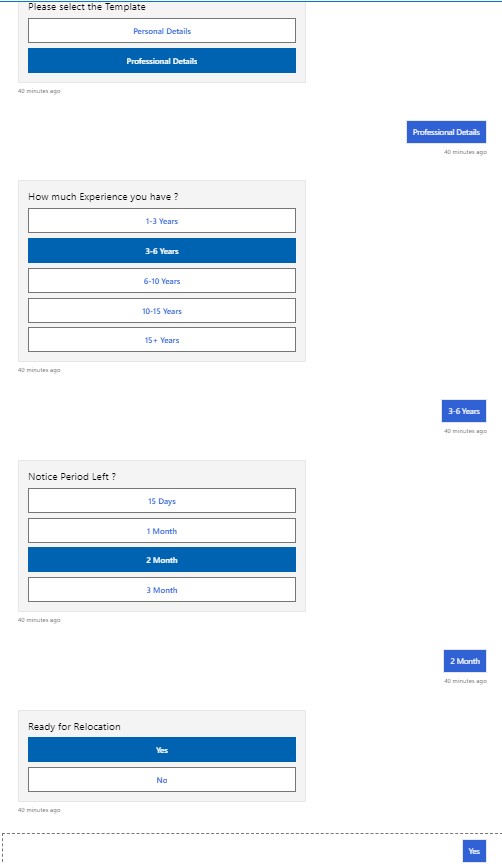 Please select the Template
Personal Details
Professional Details
40 minutes ago
Professional Details
40 minutes ago
How much Experience you have ?
1-3 Years
3-6 Years
6-10 Years
10-15 Years
15+ Years
40 minutes ago
3-6 Years
40 minutes ago
Notice Period Left ?
15 Days
1 Month
2 Month
3 Month
40 minutes ago
2 Month
40 minutes ago
Ready for Relocation
Yes
No
40 minutes ago
Yes